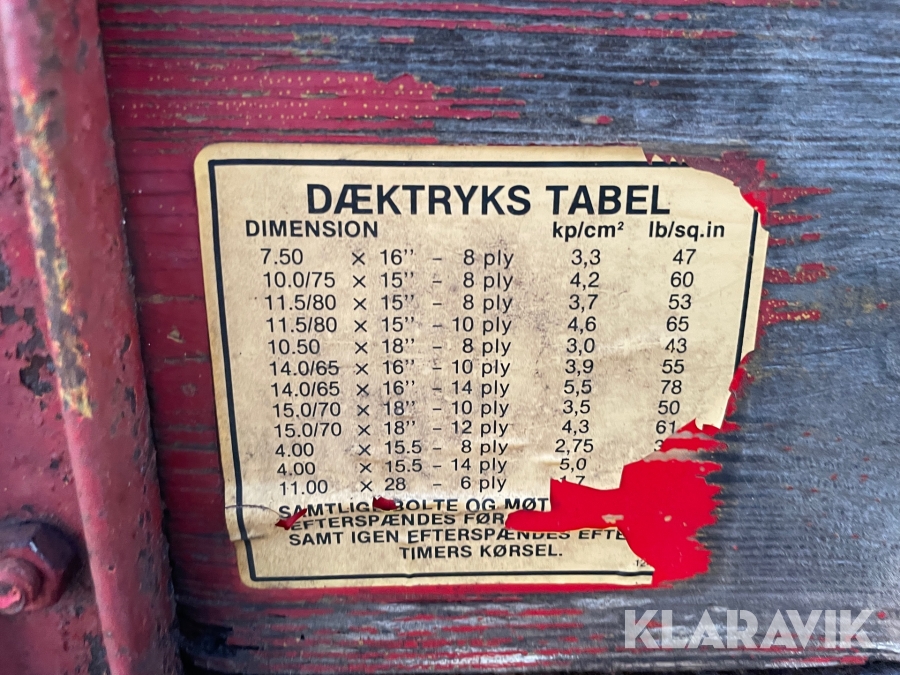 DÆKTRYKS TABEL
DIMENSION kp/cm² lb/sq.in
7.50 × 16" - 8 ply 3,3 47
10.0/75 × 15" - 8 ply 4,2 60
11.5/80 × 15" - 8 ply 3,7 53
11.5/80 × 15" - 10 ply 4,6 65
10.50 × 18" - 8 ply 3,0 43
14.0/65 × 16" - 10 ply 3,9 55
14.0/65 × 16" - 14 ply 5,5 78
15.0/70 × 18" - 10 ply 3,5 50
15.0/70 × 18" - 12 ply 4,3 61
4.00 × 15.5 - 8 ply 2,75
4.00 × 15.5 - 14 ply 5,0
11.00 × 28 - 6 ply
SAMTLIGE BOLTE OG MØT
EFTERSPÆNDES FØR
SAMT IGEN EFTERSPÆNDES EFTE
TIMERS KØRSEL.
KLARAVIK